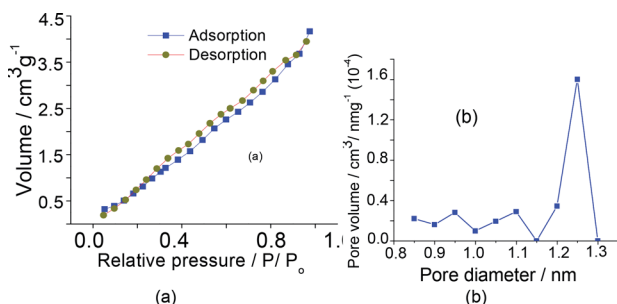 (a)
4.5
3.5
2.5
1.5
0.5
Volume / cm³g⁻¹
Adsorption
Desorption
(a)
0.0 0.4 0.8 1.
Relative pressure / P/ Pₒ
(a)
1.6
1.2
0.8
0.4
0.0
Pore volume / cm³/ nmg⁻¹ (10⁻⁴)
(b)
0.8 0.9 1.0 1.1 1.2 1.3
Pore diameter / nm
(b)